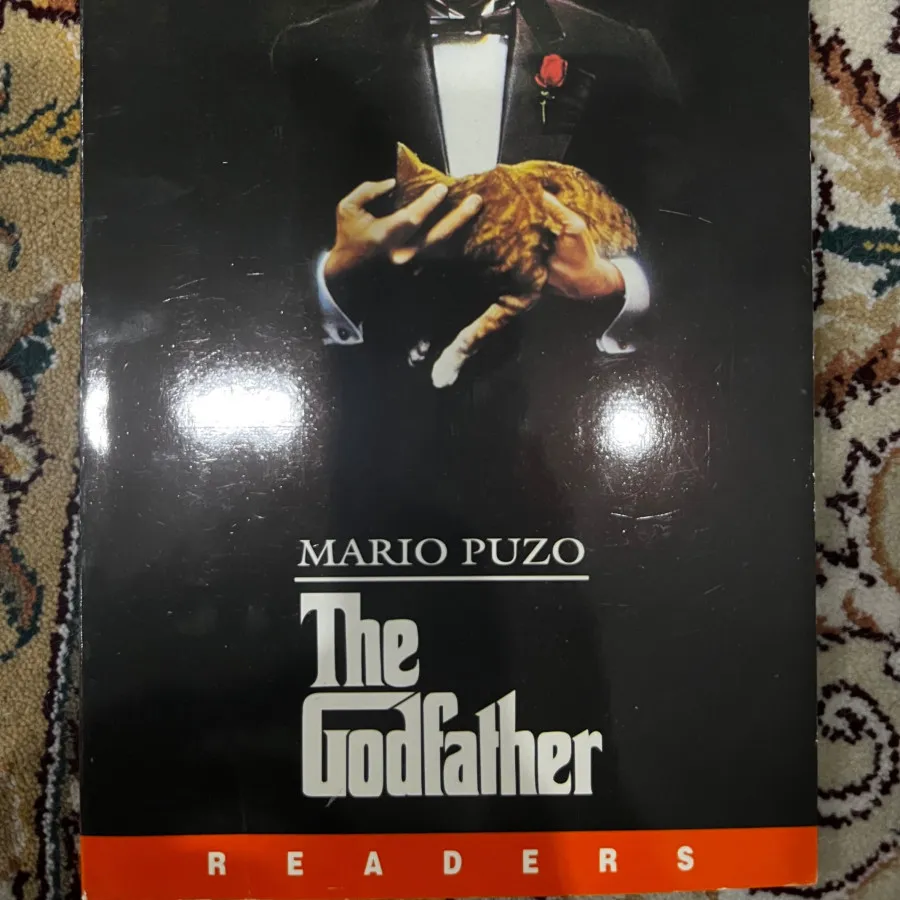 MARIO PUZO
The
Godfather
READERS